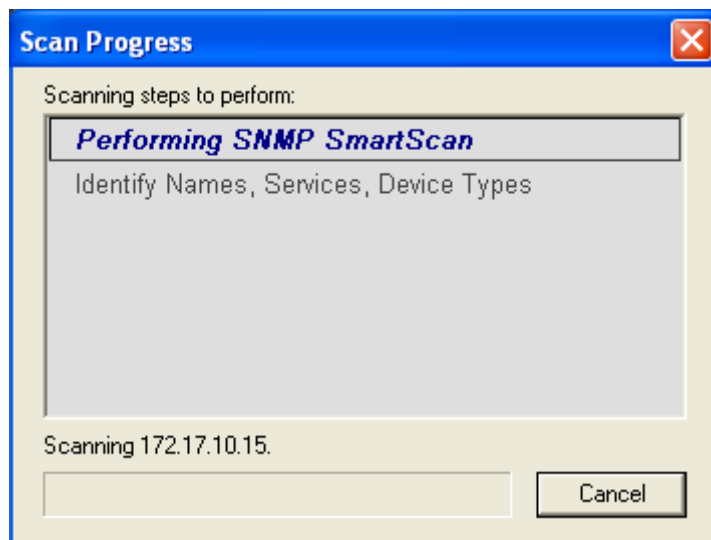 Scan Progress
Scanning steps to perform:
Performing SNMP SmartScan
Identify Names, Services, Device Types
Scanning 172.17.10.15.
Cancel